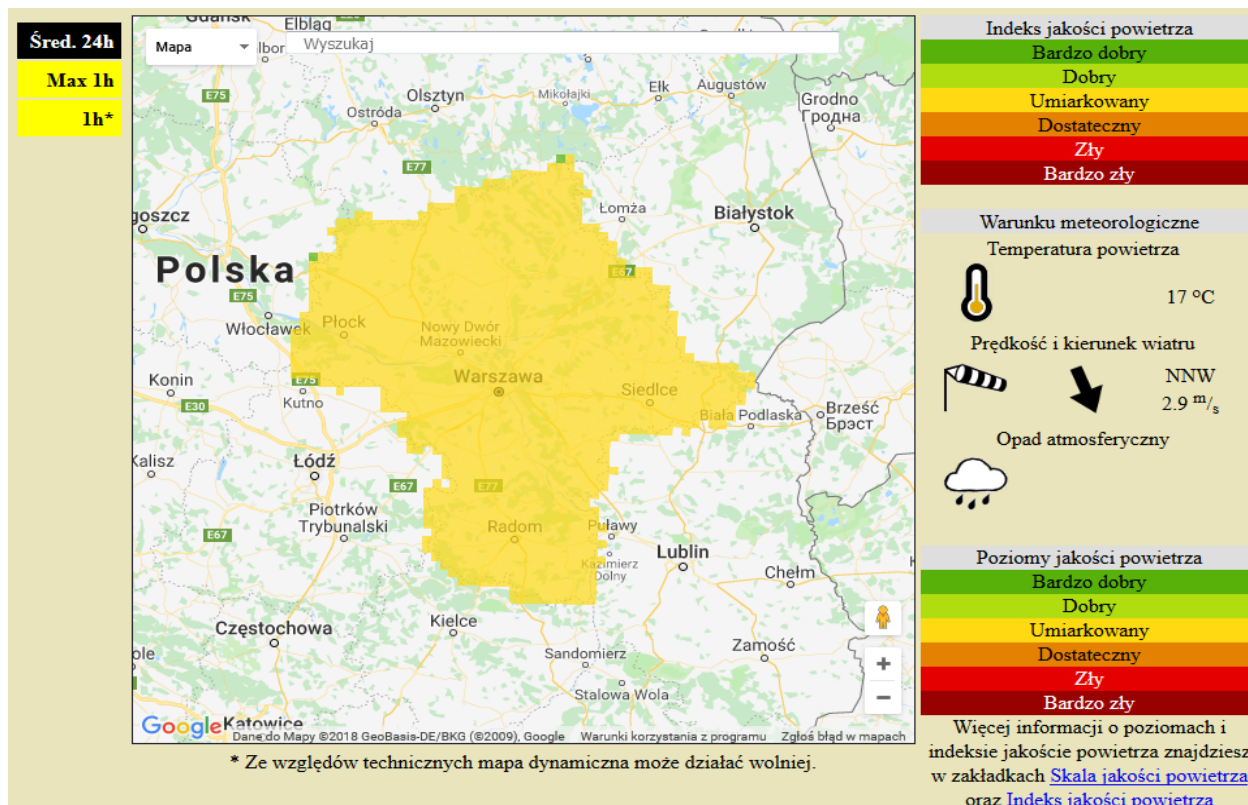 Śred. 24h
Max 1h
1h*
Mapa
Wyszukaj
Gdańsk
Elbląg
E75
Olsztyn
Ostróda
Mikołajki
Ełk
Augustów
Grodno
Гродна
E77
Łomża
Białystok
Polska
E67
E75
Włocławek
Płock
Nowy Dwór
Mazowiecki
Konin
E75
Warszawa
Siedlce
E30
Kutno
Biała Podlaska
Brześć
Брэст
Kalisz
Łódź
E67
E77
Piotrków
Trybunalski
Radom
Puławy
E67
Lublin
Kazimierz
Dolny
Chełm
Kielce
Częstochowa
Zamość
Sandomierz
Stalowa Wola
Katowice
Google
Dane do Mapy ©2018 GeoBasis-DE/BKG (©2009), Google
Warunki korzystania z programu
Zgłoś błąd w mapach
* Ze względów technicznych mapa dynamiczna może działać wolniej.
Indeks jakości powietrza
Bardzo dobry
Dobry
Umiarkowany
Dostateczny
Zły
Bardzo zły
Warunku meteorologiczne
Temperatura powietrza
17 °C
Prędkość i kierunek wiatru
NNW
2.9 m/s
Opad atmosferyczny
Poziomy jakości powietrza
Bardzo dobry
Dobry
Umiarkowany
Dostateczny
Zły
Bardzo zły
Więcej informacji o poziomach i
indeksie jakoście powietrza znajdziesz
w zakładkach Skala jakości powietrza
oraz Indeks jakości powietrza